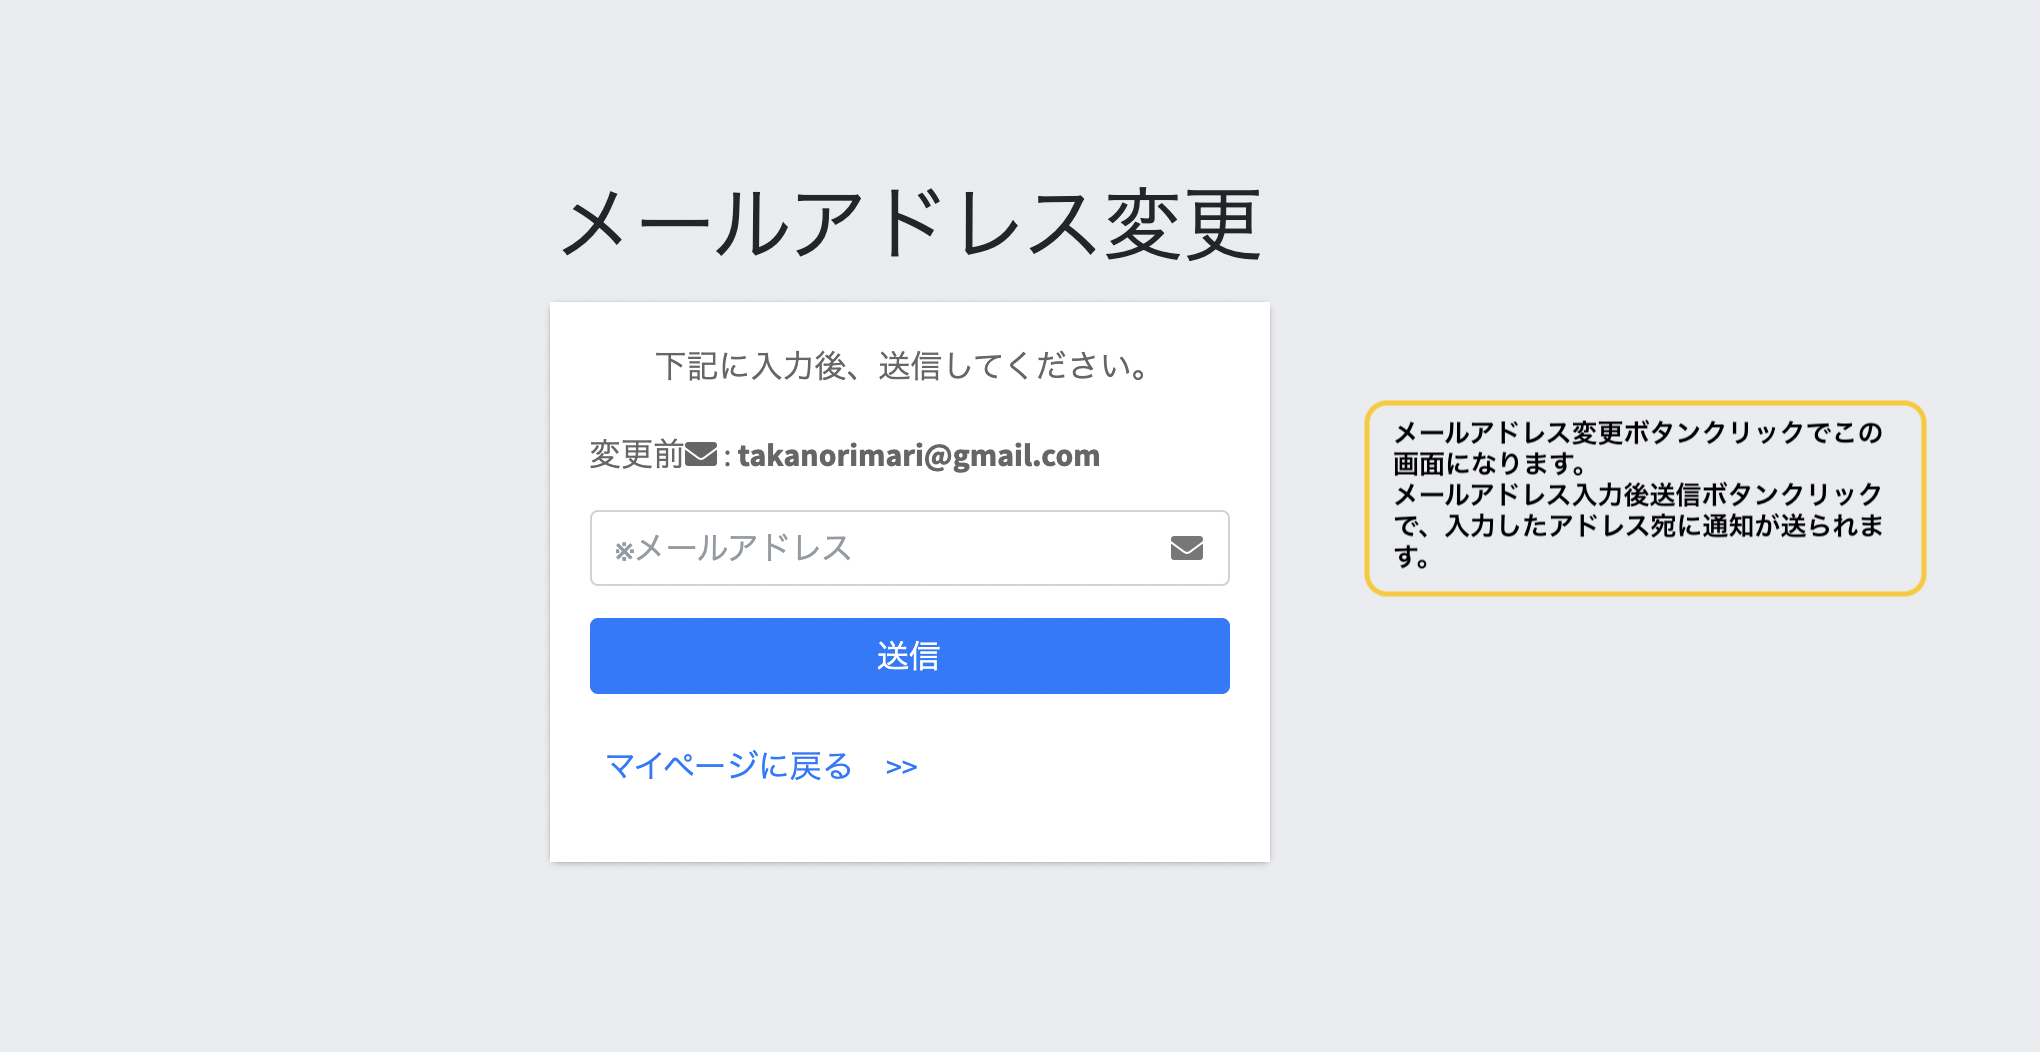 メールアドレス変更
下記に入力後、送信してください。
変更前 : takanorimari@gmail.com
※メールアドレス
送信
マイページに戻る >>
メールアドレス変更ボタンクリックでこの
画面になります。
メールアドレス入力後送信ボタンクリック
で、入力したアドレス宛に通知が送られま
す。